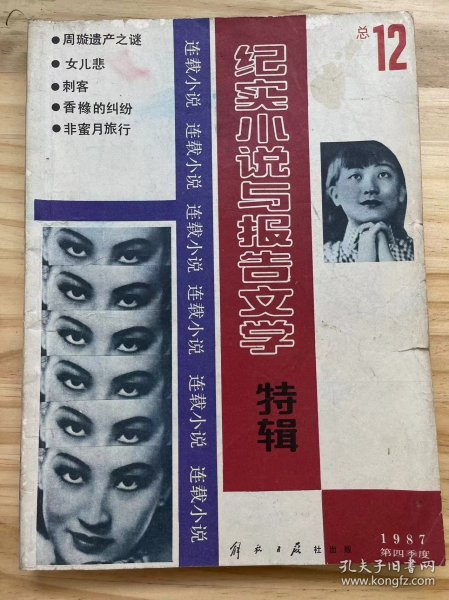 ●周璇遗产之谜
●女儿悲
●刺客
●香橼的纠纷
●非蜜月旅行
连载小说 连载小说 连载小说 连载小说 连载小说 连载小说
纪实小说与报告文学
特辑
总12
解放日报社出版
1987
第四季度
孔夫子旧书网
www.kongfz.com